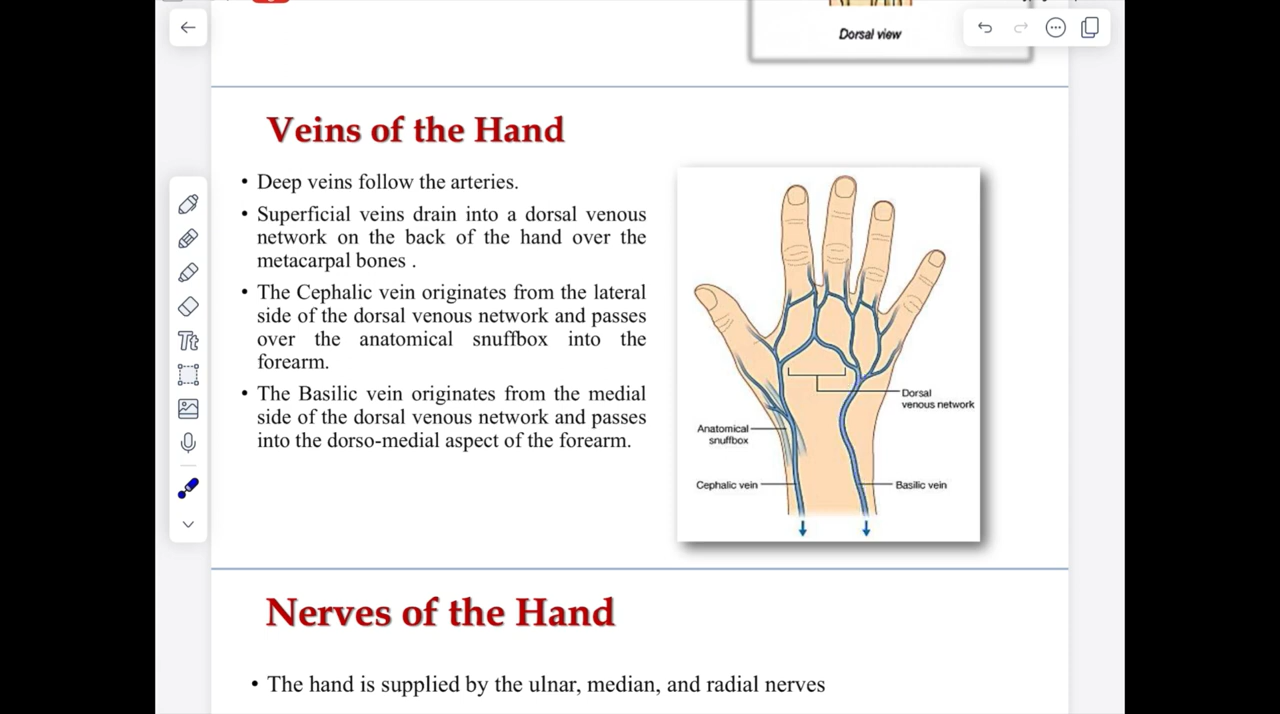 Dorsal view
Veins of the Hand
• Deep veins follow the arteries.
• Superficial veins drain into a dorsal venous
network on the back of the hand over the
metacarpal bones .
• The Cephalic vein originates from the lateral
side of the dorsal venous network and passes
over the anatomical snuffbox into the
forearm.
• The Basilic vein originates from the medial
side of the dorsal venous network and passes
into the dorso-medial aspect of the forearm.
Dorsal
venous network
Anatomical
snuffbox
Cephalic vein
Basilic vein
Nerves of the Hand
• The hand is supplied by the ulnar, median, and radial nerves
Tt